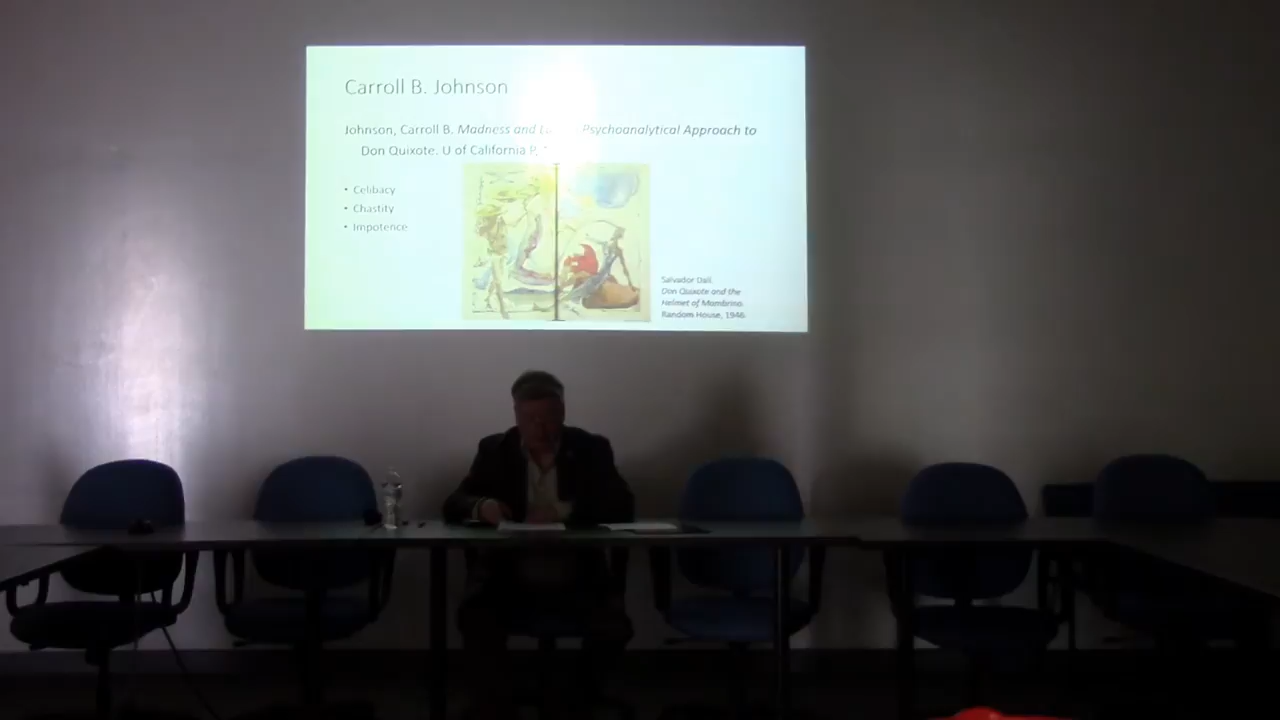 Carroll B. Johnson
Johnson, Carroll B. Madness and Psychoanalytical Approach to
Don Quixote. U of California P,
• Celibacy
• Chastity
• Impotence
Salvador Dalí.
Don Quixote and the
Helmet of Mambrino.
Random House, 1946.